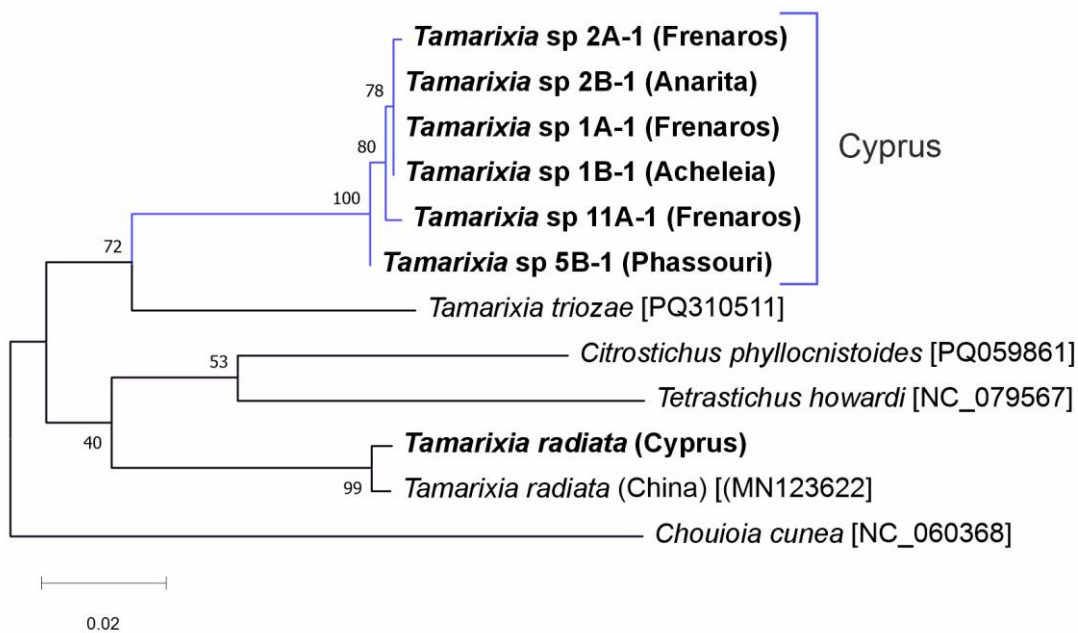 Tamarixia sp 2A-1 (Frenaros)
78
Tamarixia sp 2B-1 (Anarita)
Tamarixia sp 1A-1 (Frenaros)
80
Cyprus
Tamarixia sp 1B-1 (Acheleia)
100
Tamarixia sp 11A-1 (Frenaros)
72
Tamarixia sp 5B-1 (Phassouri)
Tamarixia triozae [PQ310511]
53
Citrostichus phyllocnistoides [PQ059861]
Tetrastichus howardi [NC_079567]
40
Tamarixia radiata (Cyprus)
99
Tamarixia radiata (China) [(MN123622]
Chouioia cunea [NC_060368]
0.02